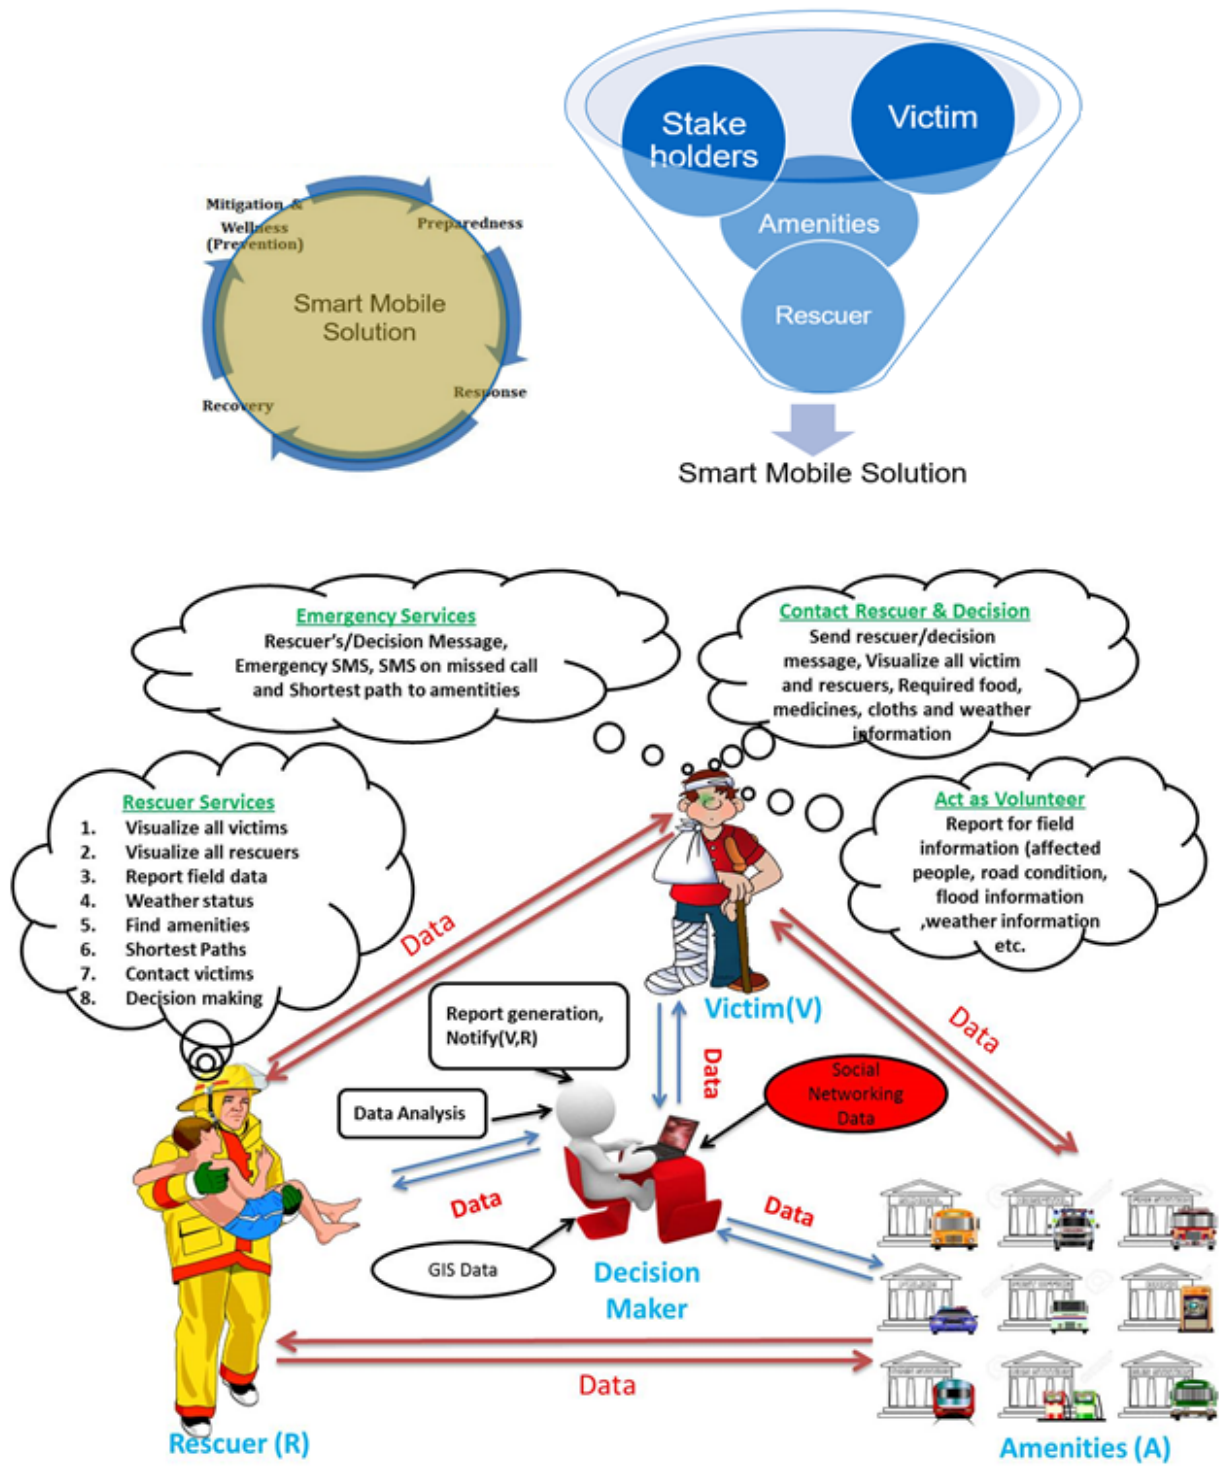 Stake
holders
Victim
Amenities
Rescuer
Smart Mobile Solution
Mitigation &
Wellness
(Prevention)
Preparedness
Smart Mobile
Solution
Response
Recovery
Emergency Services
Rescuer's/Decision Message,
Emergency SMS, SMS on missed call
and Shortest path to amentities
Contact Rescuer & Decision
Send rescuer/decision
message, Visualize all victim
and rescuers, Required food,
medicines, cloths and weather
information
Rescuer Services
1. Visualize all victims
2. Visualize all rescuers
3. Report field data
4. Weather status
5. Find amenities
6. Shortest Paths
7. Contact victims
8. Decision making
Act as Volunteer
Report for field
information (affected
people, road condition,
flood information
,weather information
etc.
Data
Victim(V)
Report generation,
Notify(V,R)
Data
Data
Social
Networking
Data
Data Analysis
Data
Data
GIS Data
Decision
Maker
POLICE
POST OFFICE
Data
Rescuer (R)
Amenities (A)